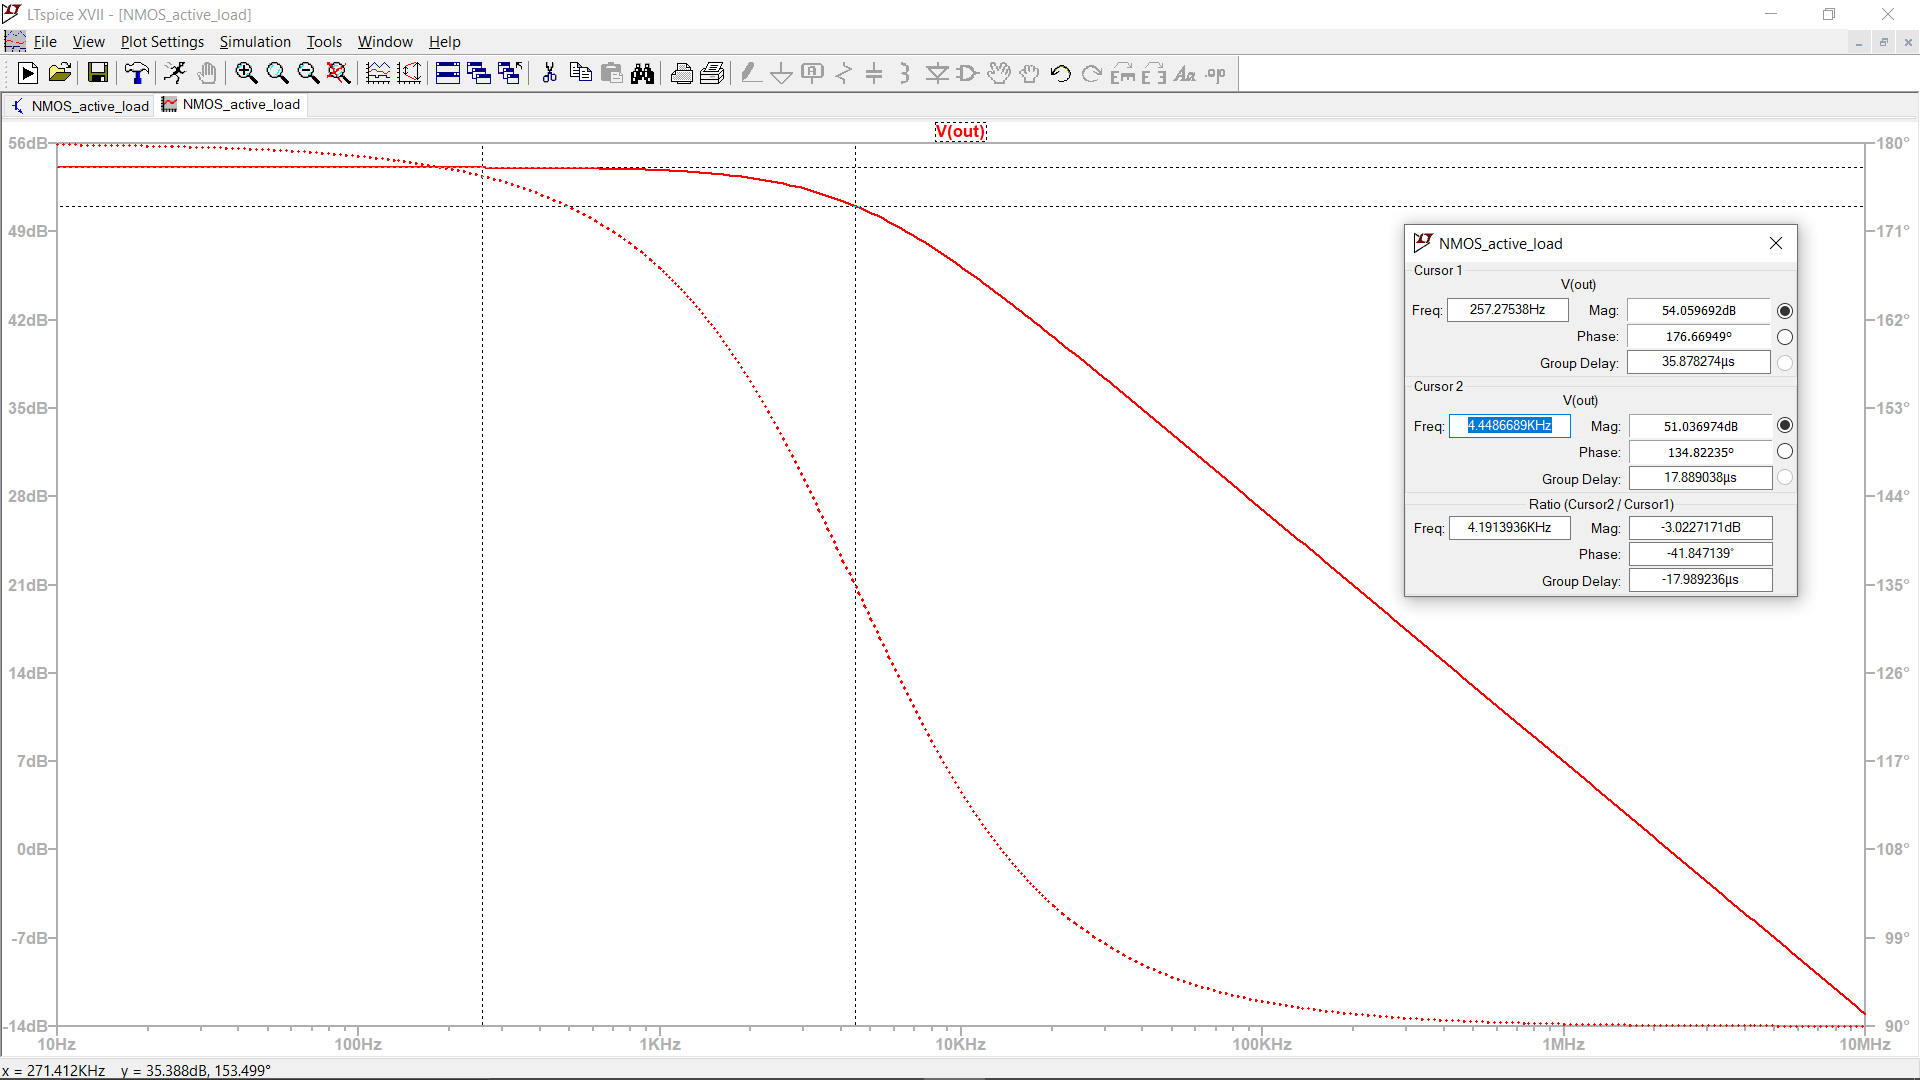 LTspice XVII - [NMOS_active_load]
File View Plot Settings Simulation Tools Window Help
NMOS_active_load NMOS_active_load
V(out)
56dB 180°
49dB 171°
42dB 162°
35dB 153°
28dB 144°
21dB 135°
14dB 126°
7dB 117°
0dB 108°
-7dB 99°
-14dB 90°
10Hz 100Hz 1KHz 10KHz 100KHz 1MHz 10MHz
NMOS_active_load
Cursor 1
V(out)
Freq: 257.27538Hz Mag: 54.059692dB
Phase: 176.66949°
Group Delay: 35.878274µs
Cursor 2
V(out)
Freq: 4.4486689KHz Mag: 51.036974dB
Phase: 134.82235°
Group Delay: 17.889038µs
Ratio (Cursor2 / Cursor1)
Freq: 4.1913936KHz Mag: -3.0227171dB
Phase: -41.847139°
Group Delay: -17.989236µs
x = 271.412KHz y = 35.388dB, 153.499°